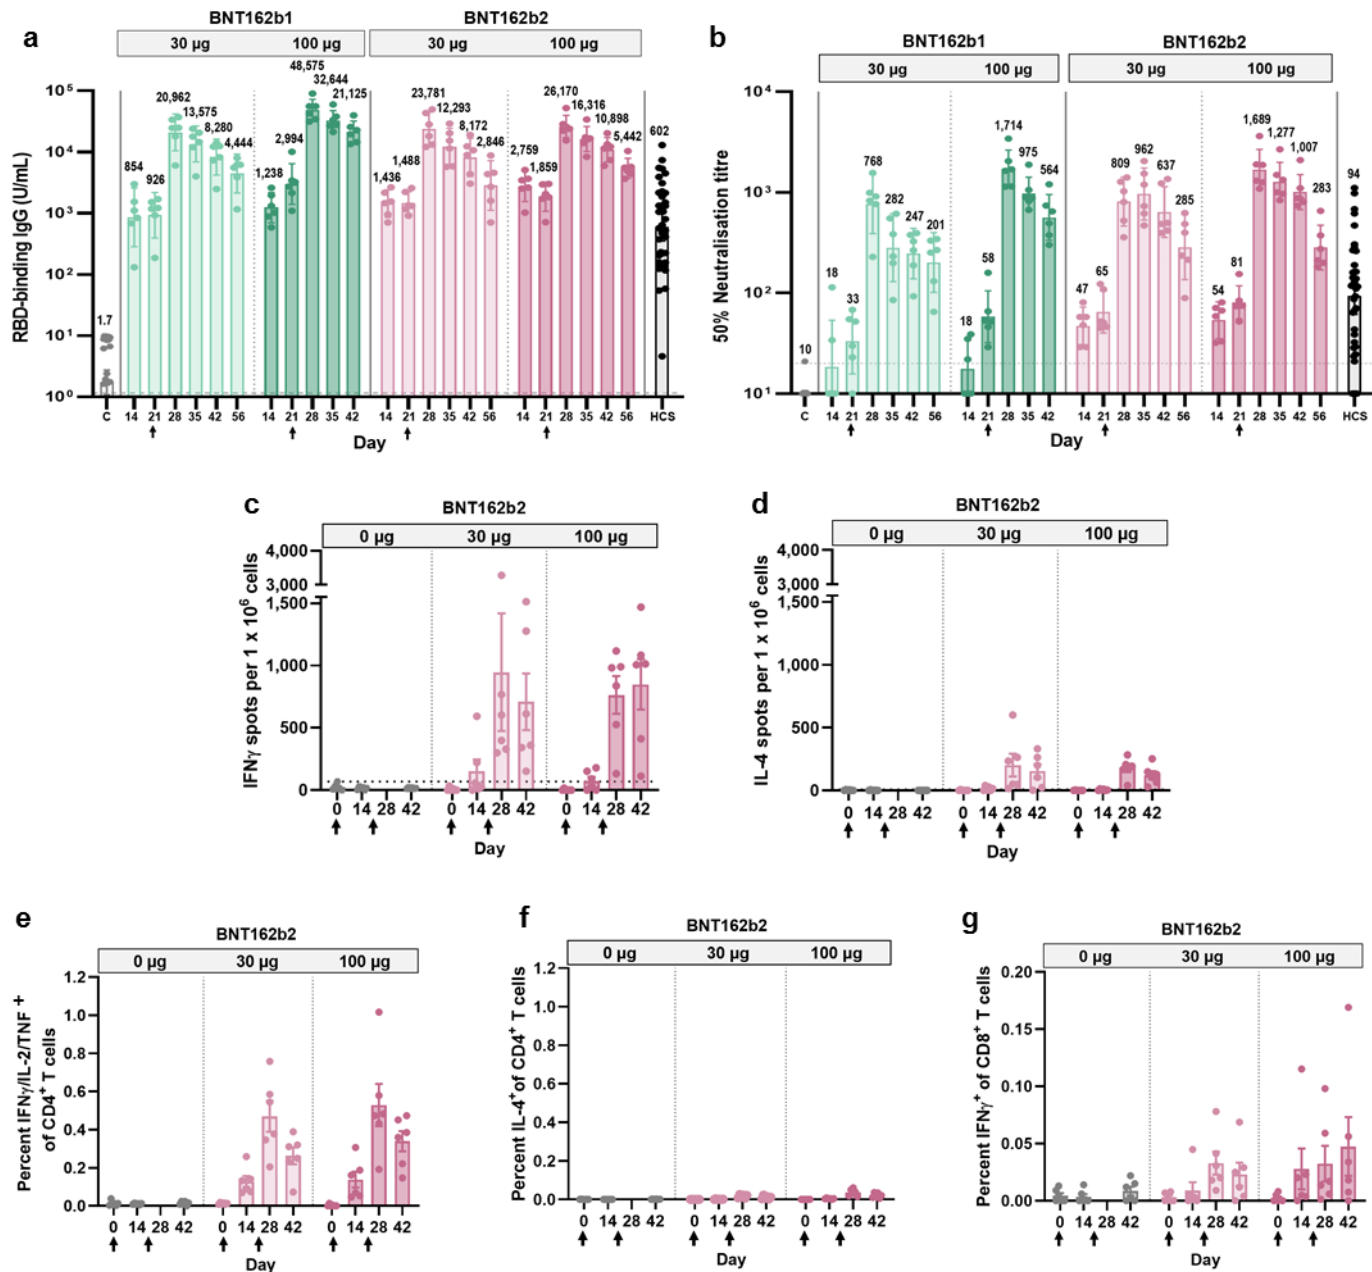 a
BNT162b1
BNT162b2
30 µg
100 µg
30 µg
100 µg
RBD-binding IgG (U/mL)
10⁵
10⁴
10³
10²
10¹
10⁰
1.7
854
926
20,962
13,575
8,280
4,444
1,238
2,994
48,575
32,644
21,125
1,436
1,488
23,781
12,293
8,172
2,846
2,759
1,859
26,170
16,316
10,898
5,442
602
C 14 21 28 35 42 56 14 21 28 35 42 14 21 28 35 42 56 14 21 28 35 42 56 HCS
Day
b
BNT162b1
BNT162b2
30 µg
100 µg
30 µg
100 µg
50% Neutralisation titre
10⁴
10³
10²
10¹
10
18
33
768
282
247
201
18
58
1,714
975
564
47
65
809
962
637
285
54
81
1,689
1,277
1,007
283
94
C 14 21 28 35 42 56 14 21 28 35 42 14 21 28 35 42 56 14 21 28 35 42 56 HCS
Day
c
BNT162b2
0 µg
30 µg
100 µg
IFNγ spots per 1 x 10⁶ cells
4,000
3,000
1,500
1,000
500
0
0 14 28 42 0 14 28 42 0 14 28 42
Day
d
BNT162b2
0 µg
30 µg
100 µg
IL-4 spots per 1 x 10⁶ cells
4,000
3,000
1,500
1,000
500
0
0 14 28 42 0 14 28 42 0 14 28 42
Day
e
BNT162b2
0 µg
30 µg
100 µg
Percent IFNγ/IL-2/TNF⁺
of CD4⁺ T cells
1.2
1.0
0.8
0.6
0.4
0.2
0.0
0 14 28 42 0 14 28 42 0 14 28 42
Day
f
BNT162b2
0 µg
30 µg
100 µg
Percent IL-4⁺ of CD4⁺ T cells
1.2
1.0
0.8
0.6
0.4
0.2
0.0
0 14 28 42 0 14 28 42 0 14 28 42
Day
g
BNT162b2
0 µg
30 µg
100 µg
Percent IFNγ⁺ of CD8⁺ T cells
0.20
0.15
0.10
0.05
0.00
0 14 28 42 0 14 28 42 0 14 28 42
Day